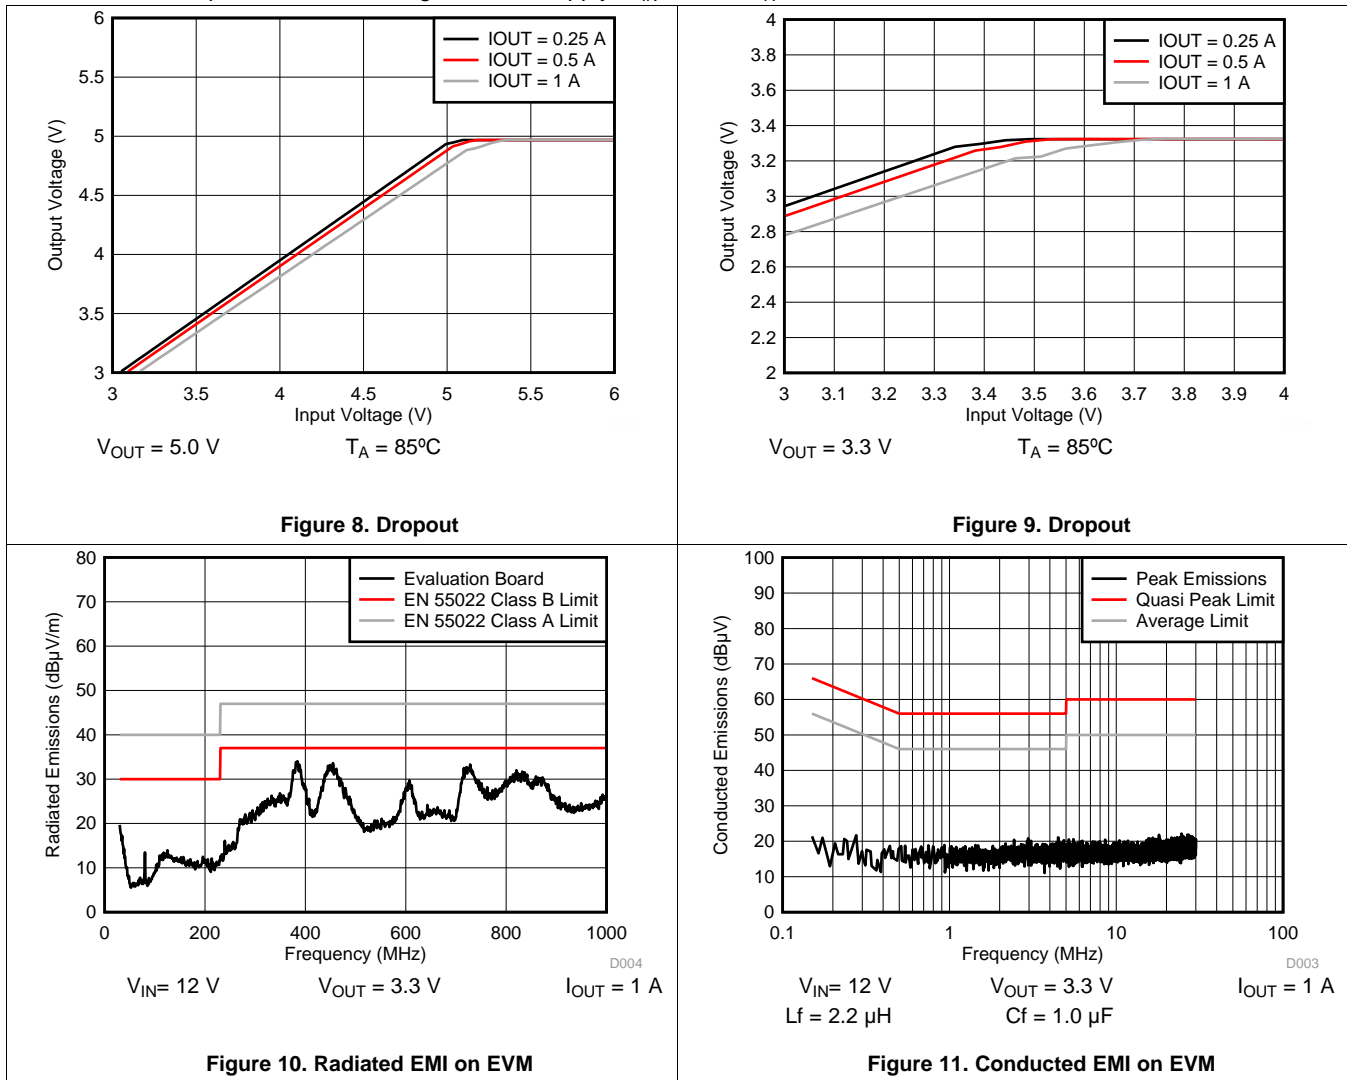 6
5.5
5
4.5
4
3.5
3
Output Voltage (V)
IOUT = 0.25 A
IOUT = 0.5 A
IOUT = 1 A
3 3.5 4 4.5 5 5.5 6
Input Voltage (V)
VOUT = 5.0 V TA = 85ºC
Figure 8. Dropout
4
3.8
3.6
3.4
3.2
3
2.8
2.6
2.4
2.2
2
Output Voltage (V)
IOUT = 0.25 A
IOUT = 0.5 A
IOUT = 1 A
3 3.1 3.2 3.3 3.4 3.5 3.6 3.7 3.8 3.9 4
Input Voltage (V)
VOUT = 3.3 V TA = 85ºC
Figure 9. Dropout
80
70
60
50
40
30
20
10
0
Radiated Emissions (dBµV/m)
Evaluation Board
EN 55022 Class B Limit
EN 55022 Class A Limit
0 200 400 600 800 1000
Frequency (MHz)
D004
VIN= 12 V VOUT = 3.3 V IOUT = 1 A
Figure 10. Radiated EMI on EVM
100
90
80
70
60
50
40
30
20
10
0
Conducted Emissions (dBµV)
Peak Emissions
Quasi Peak Limit
Average Limit
0.1 1 10 100
Frequency (MHz)
D003
VIN= 12 V VOUT = 3.3 V IOUT = 1 A
Lf = 2.2 µH Cf = 1.0 µF
Figure 11. Conducted EMI on EVM